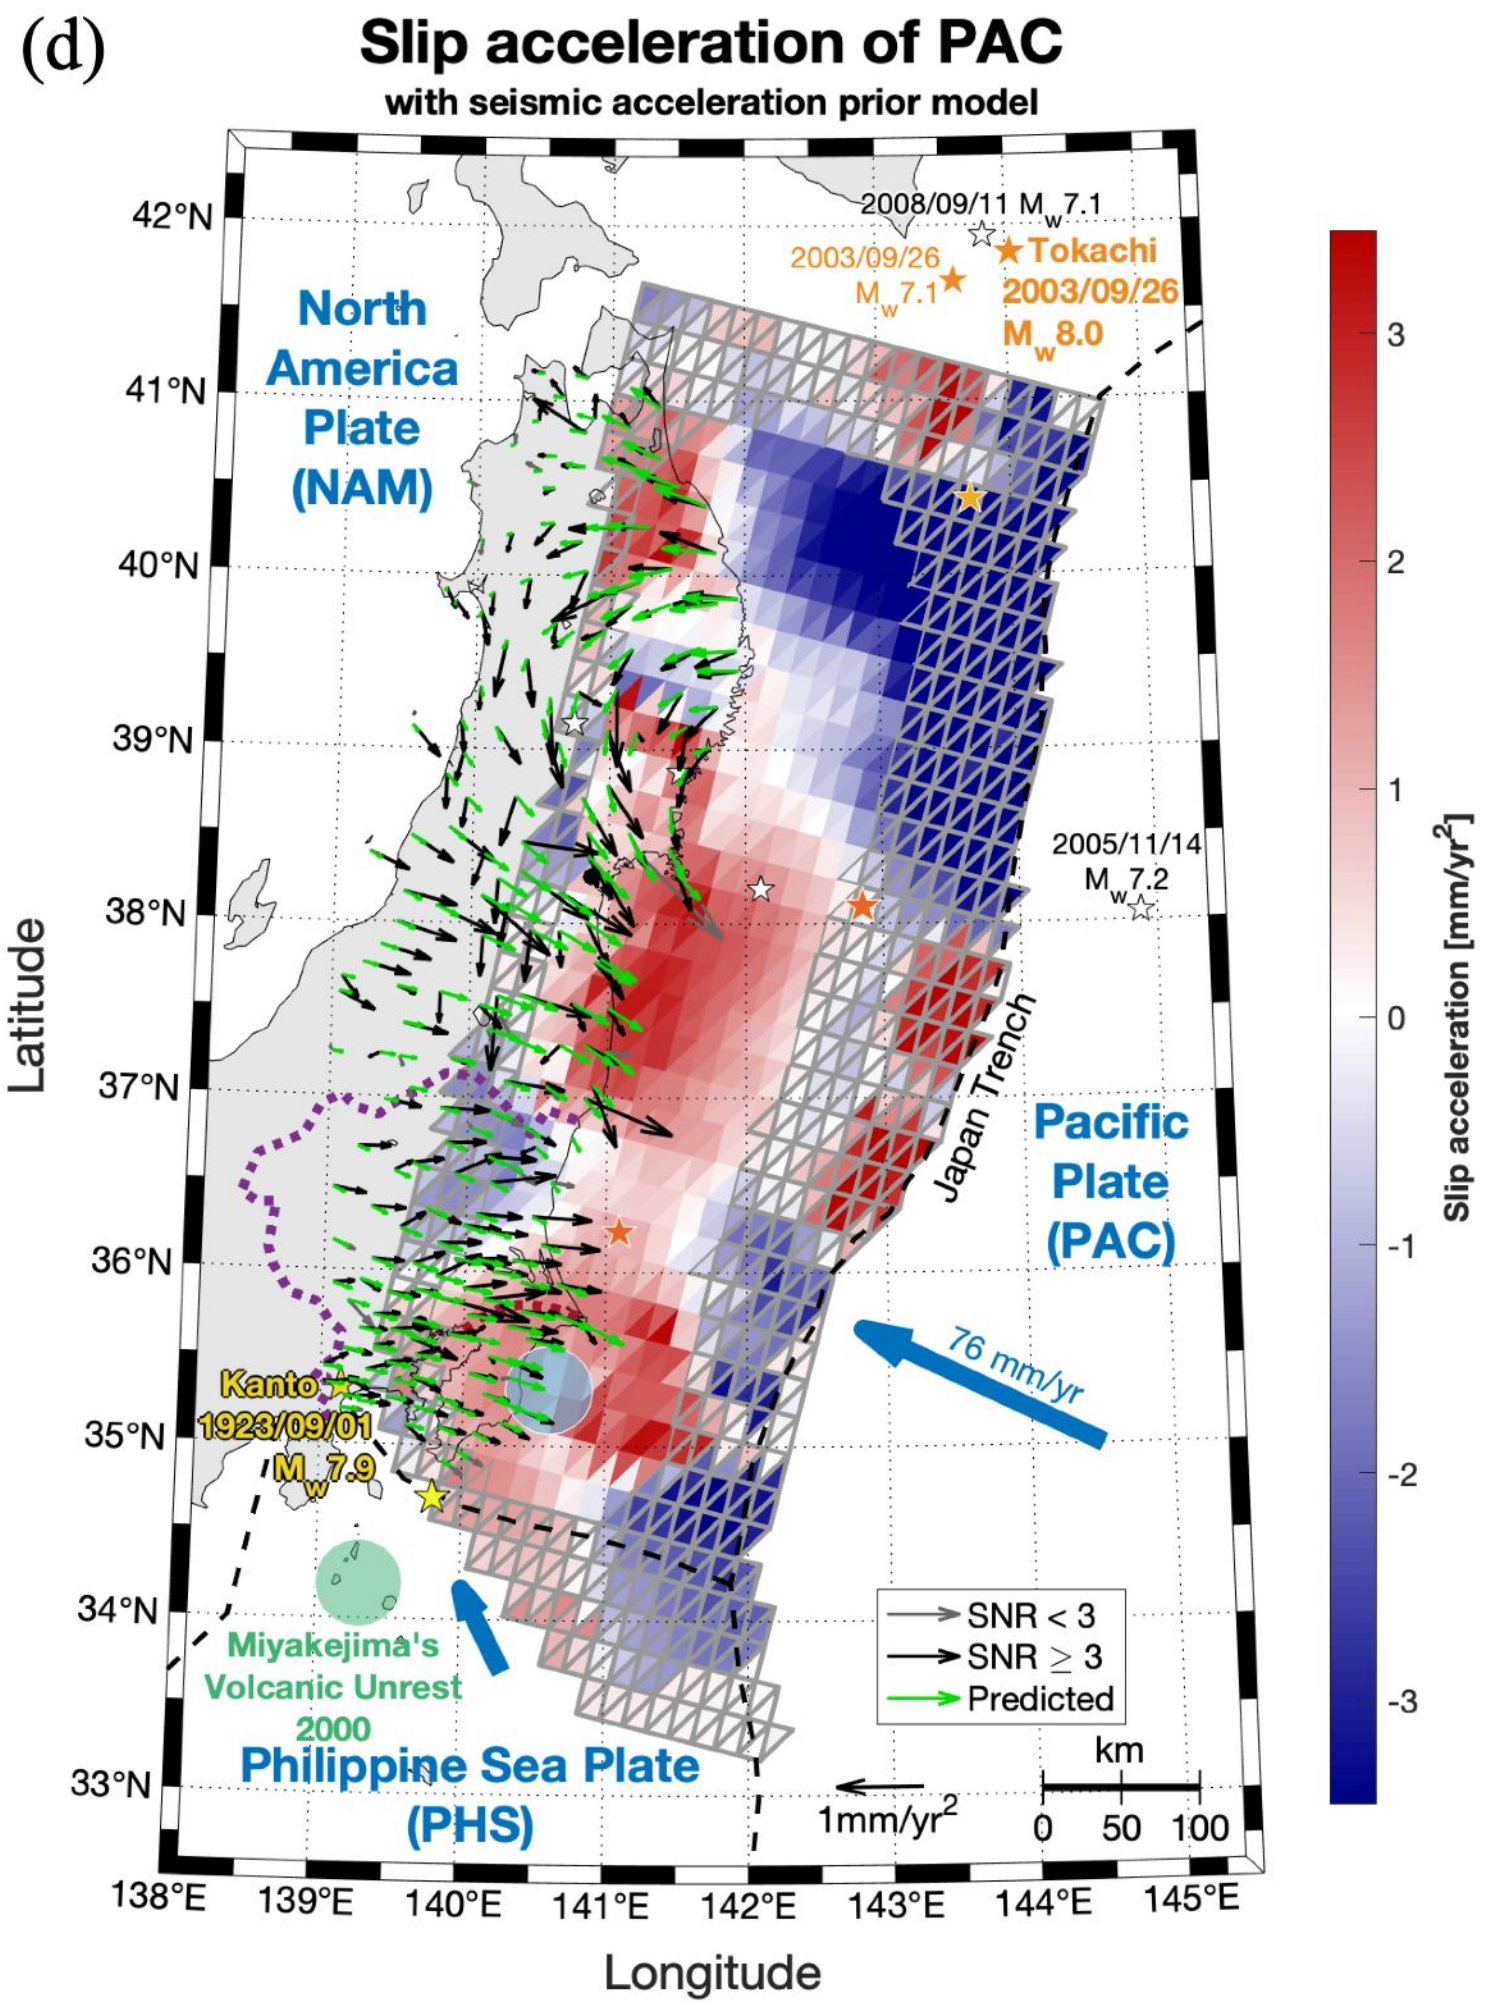 (d)
Slip acceleration of PAC
with seismic acceleration prior model
42°N
41°N
40°N
39°N
38°N
37°N
36°N
35°N
34°N
33°N
Latitude
138°E
139°E
140°E
141°E
142°E
143°E
144°E
145°E
Longitude
North
America
Plate
(NAM)
2008/09/11 Mw7.1
2003/09/26
Mw7.1
Tokachi
2003/09/26
Mw8.0
2005/11/14
Mw7.2
Japan Trench
Pacific
Plate
(PAC)
76 mm/yr
Kanto
1923/09/01
Mw7.9
Miyakejima's
Volcanic Unrest
2000
Philippine Sea Plate
(PHS)
SNR < 3
SNR ≥ 3
Predicted
1mm/yr²
km
0 50 100
3
2
1
0
-1
-2
-3
Slip acceleration [mm/yr²]